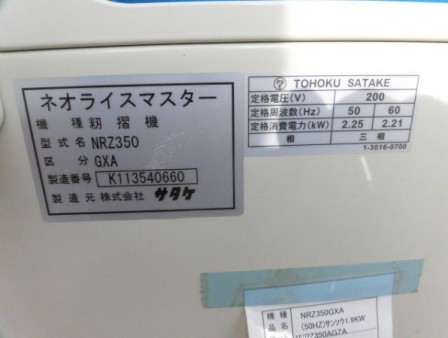 ネオライスマスター
機種 籾摺機
型式名 NRZ350
区分 GXA
製造番号 K113540660
製造元 株式会社 サタケ
TOHOKU SATAKE
定格電圧(V) 200
定格周波数(Hz) 50 60
定格消費電力(kW) 2.25 2.21
相 三相
1-3016-0700
機種 NRZ350GXA
品名 (50HZ)サンソウ1.9KW